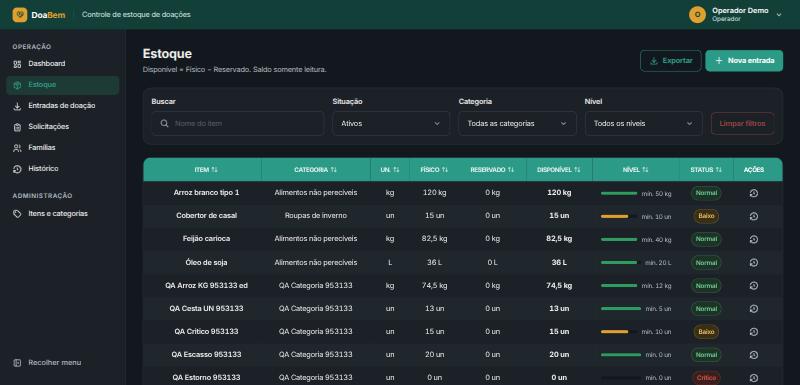 DoaBem
Controle de estoque de doações
Operador Demo
Operador
OPERAÇÃO
Dashboard
Estoque
Entradas de doação
Solicitações
Famílias
Histórico
ADMINISTRAÇÃO
Itens e categorias
Recolher menu
Estoque
Disponível = Físico − Reservado. Saldo somente leitura.
Exportar
Nova entrada
Buscar Situação Categoria Nível
Nome do item Ativos Todas as categorias Todos os níveis Limpar filtros
ITEM CATEGORIA UN. FÍSICO RESERVADO DISPONÍVEL NÍVEL STATUS AÇÕES
Arroz branco tipo 1 Alimentos não perecíveis kg 120 kg 0 kg 120 kg mín. 50 kg Normal
Cobertor de casal Roupas de inverno un 15 un 0 un 15 un mín. 10 un Baixo
Feijão carioca Alimentos não perecíveis kg 82,5 kg 0 kg 82,5 kg mín. 40 kg Normal
Óleo de soja Alimentos não perecíveis L 36 L 0 L 36 L mín. 20 L Normal
QA Arroz KG 953133 ed QA Categoria 953133 kg 74,5 kg 0 kg 74,5 kg mín. 12 kg Normal
QA Cesta UN 953133 QA Categoria 953133 un 13 un 0 un 13 un mín. 5 un Normal
QA Critico 953133 QA Categoria 953133 un 15 un 0 un 15 un mín. 10 un Baixo
QA Escasso 953133 QA Categoria 953133 un 20 un 0 un 20 un mín. 0 un Normal
QA Estorno 953133 QA Categoria 953133 un 0 un 0 un 0 un mín. 10 un Crítico